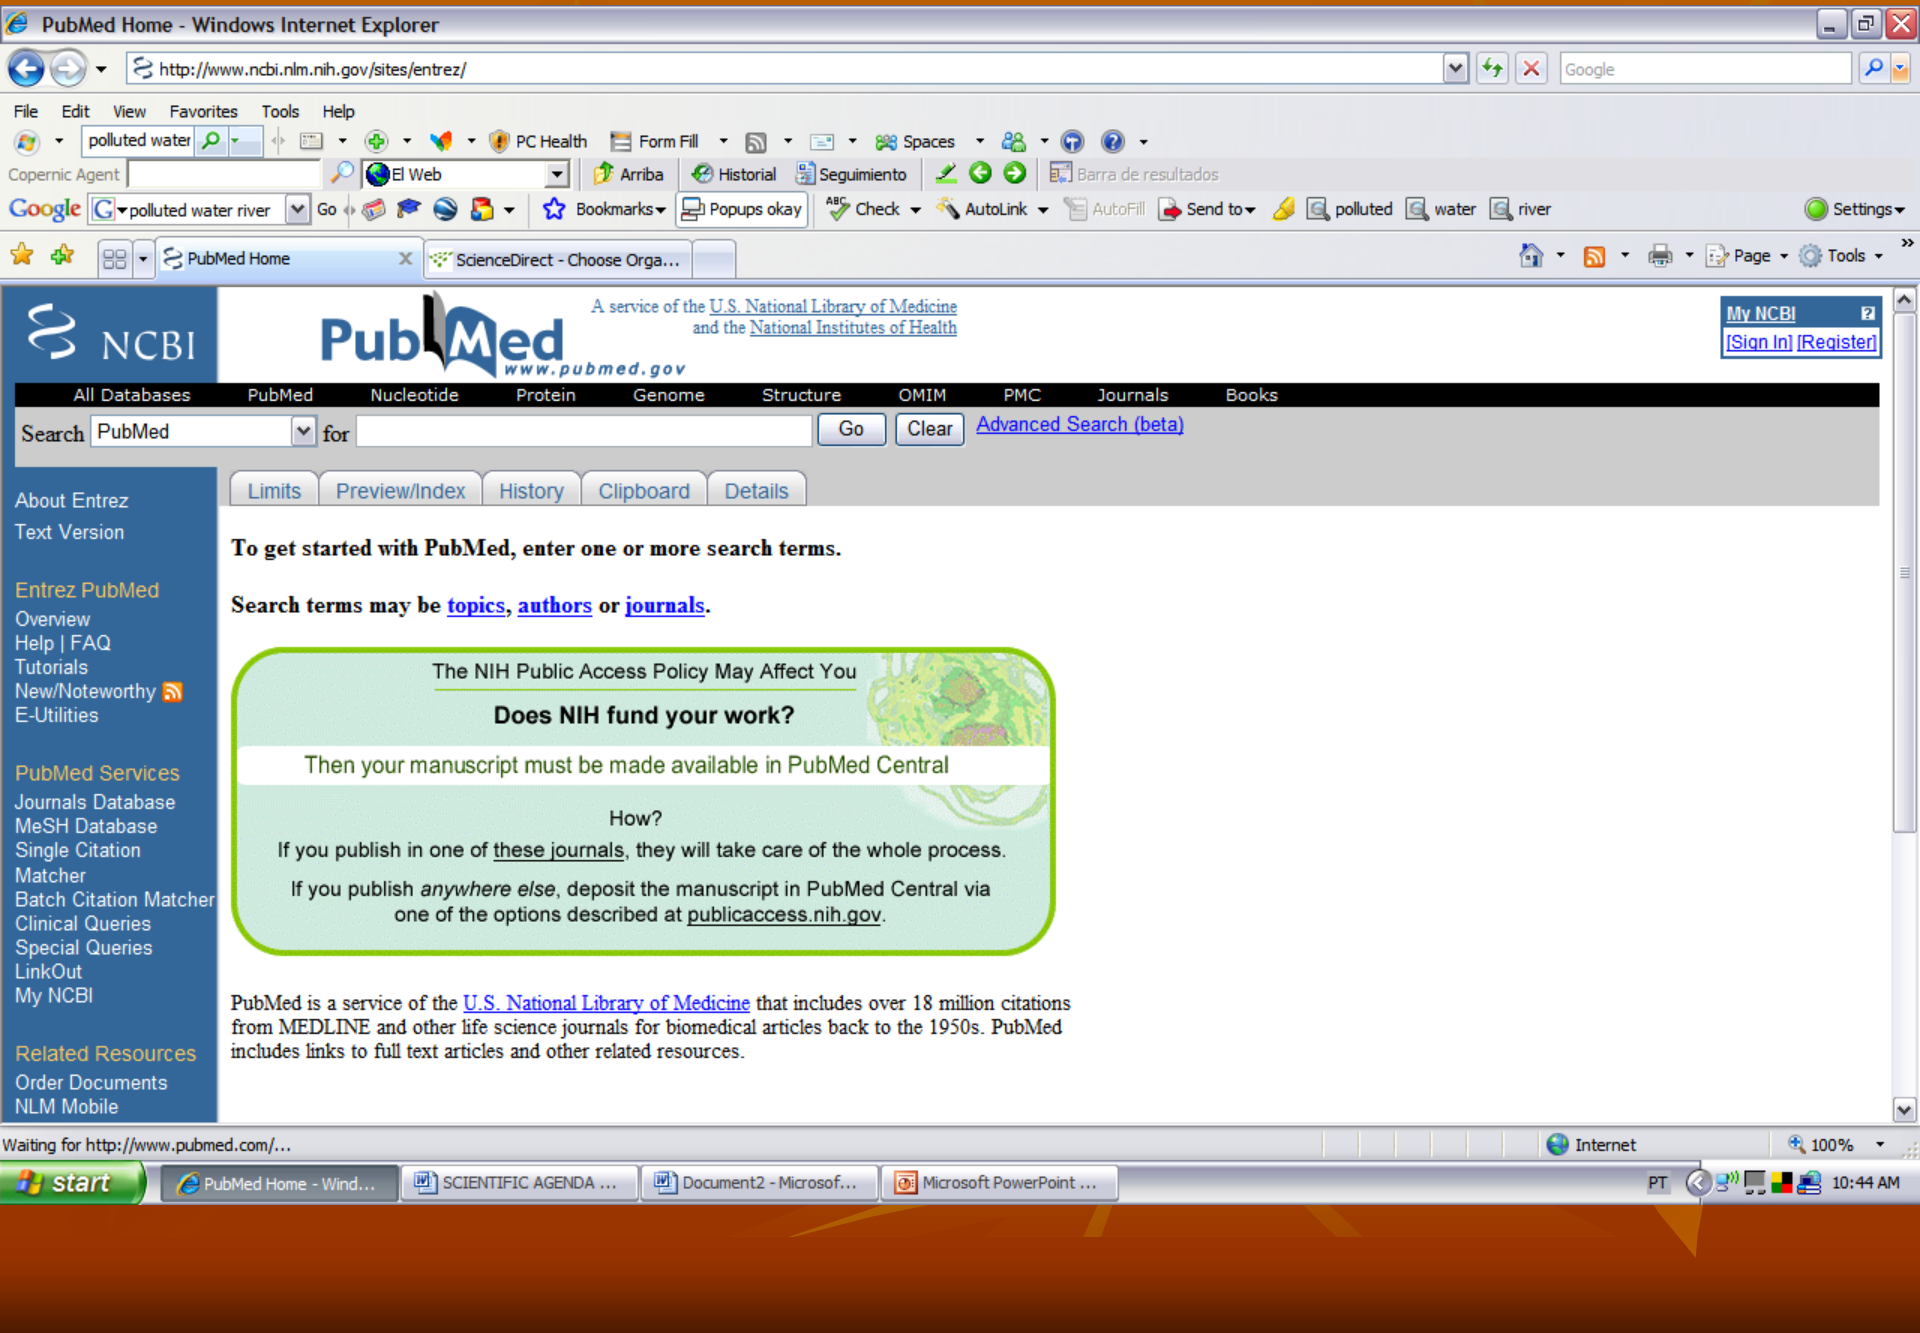 PubMed Home - Windows Internet Explorer
http://www.ncbi.nlm.nih.gov/sites/entrez/
Google
File Edit View Favorites Tools Help
polluted water PC Health Form Fill Spaces
Copernic Agent El Web Arriba Historial Seguimiento Barra de resultados
Google G polluted water river Go Bookmarks Popups okay ABC Check AutoLink AutoFill Send to polluted water river Settings
PubMed Home X ScienceDirect - Choose Orga... Page Tools »
NCBI
PubMed
www.pubmed.gov
A service of the U.S. National Library of Medicine
and the National Institutes of Health
My NCBI ?
[Sign In] [Register]
All Databases PubMed Nucleotide Protein Genome Structure OMIM PMC Journals Books
Search PubMed for Go Clear Advanced Search (beta)
Limits Preview/Index History Clipboard Details
About Entrez
Text Version
Entrez PubMed
Overview
Help | FAQ
Tutorials
New/Noteworthy
E-Utilities
PubMed Services
Journals Database
MeSH Database
Single Citation
Matcher
Batch Citation Matcher
Clinical Queries
Special Queries
LinkOut
My NCBI
Related Resources
Order Documents
NLM Mobile
To get started with PubMed, enter one or more search terms.
Search terms may be topics, authors or journals.
The NIH Public Access Policy May Affect You
Does NIH fund your work?
Then your manuscript must be made available in PubMed Central
How?
If you publish in one of these journals, they will take care of the whole process.
If you publish anywhere else, deposit the manuscript in PubMed Central via
one of the options described at publicaccess.nih.gov.
PubMed is a service of the U.S. National Library of Medicine that includes over 18 million citations
from MEDLINE and other life science journals for biomedical articles back to the 1950s. PubMed
includes links to full text articles and other related resources.
Waiting for http://www.pubmed.com/... Internet 100%
start PubMed Home - Wind... SCIENTIFIC AGENDA ... Document2 - Microsof... Microsoft PowerPoint ... PT 10:44 AM